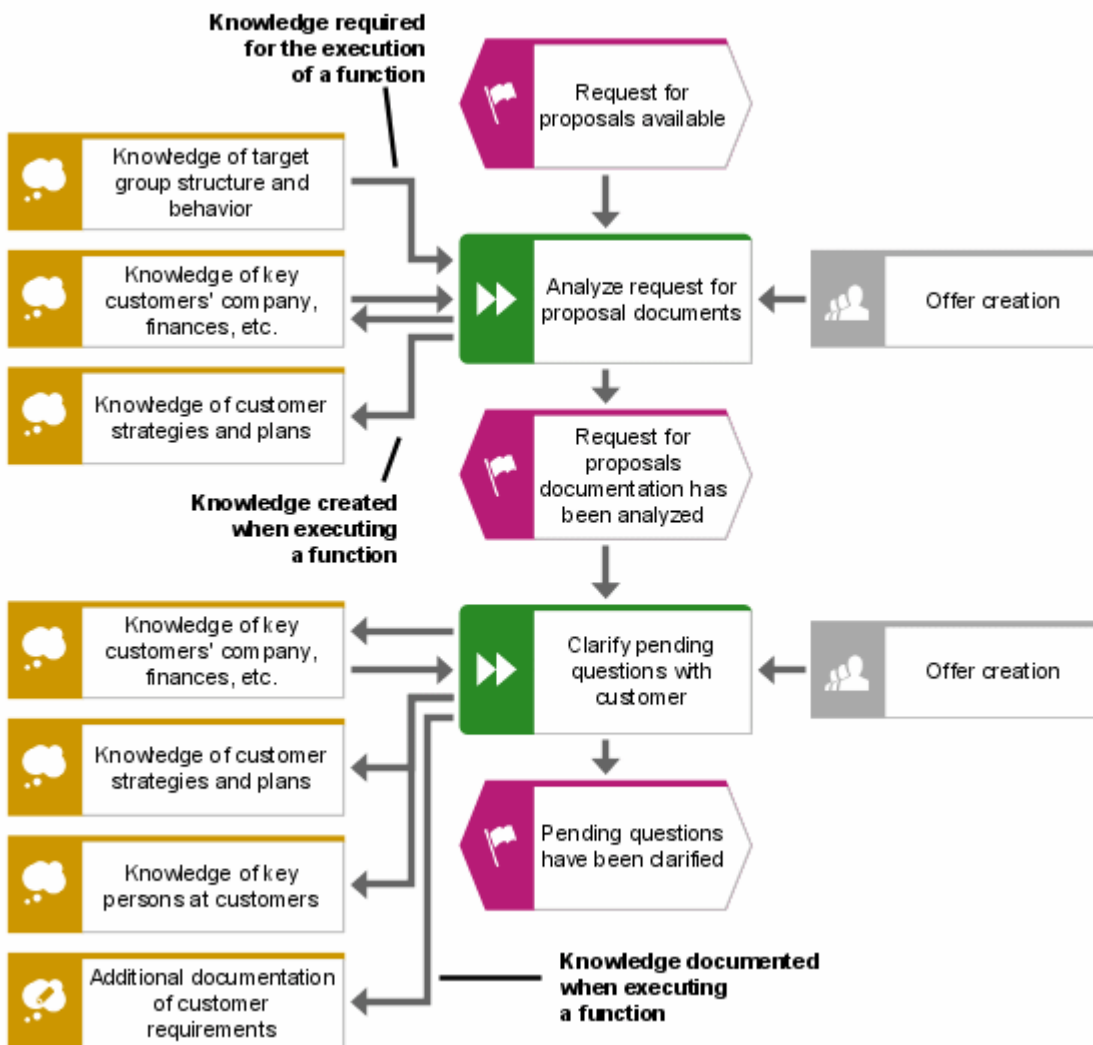 Knowledge required
for the execution
of a function
Request for
proposals available
Knowledge of target
group structure and
behavior
Knowledge of key
customers' company,
finances, etc.
Analyze request for
proposal documents
Offer creation
Knowledge of customer
strategies and plans
Request for
proposals
documentation has
been analyzed
Knowledge created
when executing
a function
Knowledge of key
customers' company,
finances, etc.
Clarify pending
questions with
customer
Offer creation
Knowledge of customer
strategies and plans
Pending questions
have been clarified
Knowledge of key
persons at customers
Additional documentation
of customer
requirements
Knowledge documented
when executing
a function